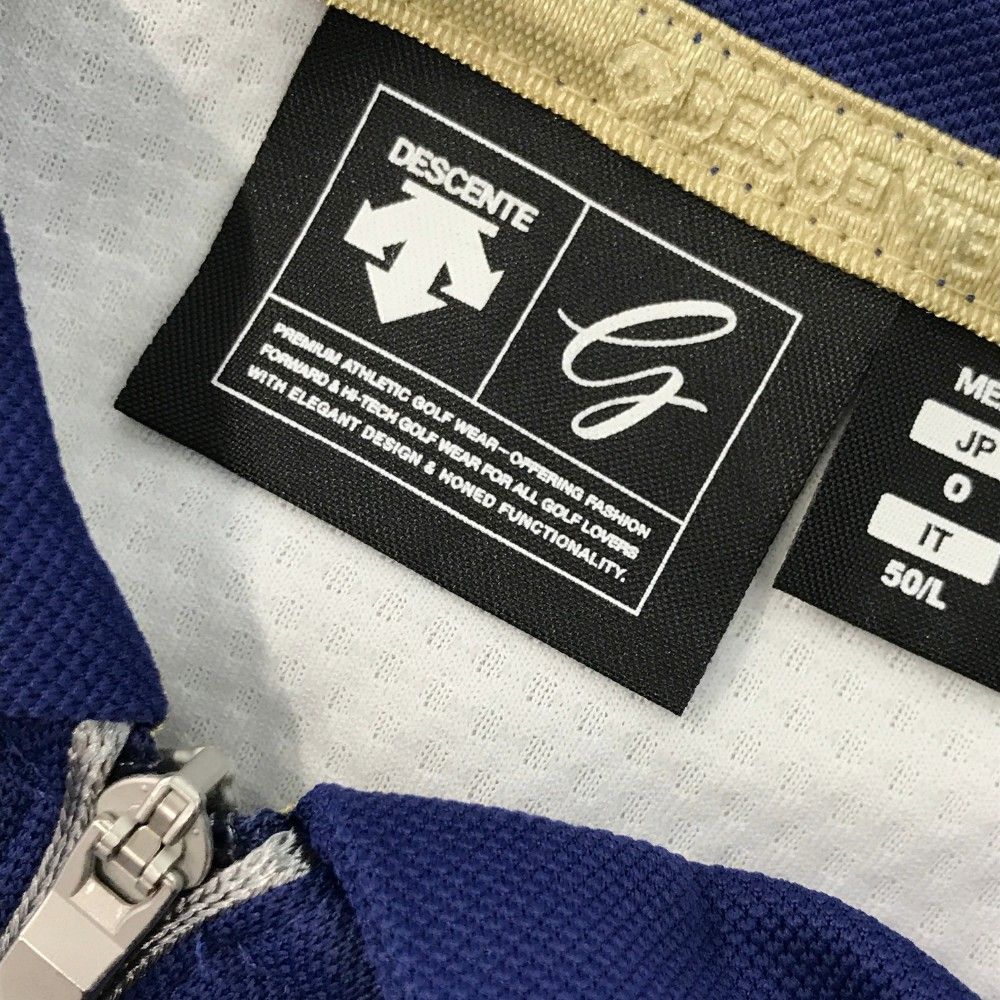 DESCENTE
DESCENTE
G
PREMIUM ATHLETIC GOLF WEAR—OFFERING FASHION
FORWARD & HI-TECH GOLF WEAR FOR ALL GOLF LOVERS
WITH ELEGANT DESIGN & HONED FUNCTIONALITY.
ME
JP
O
IT
50/L